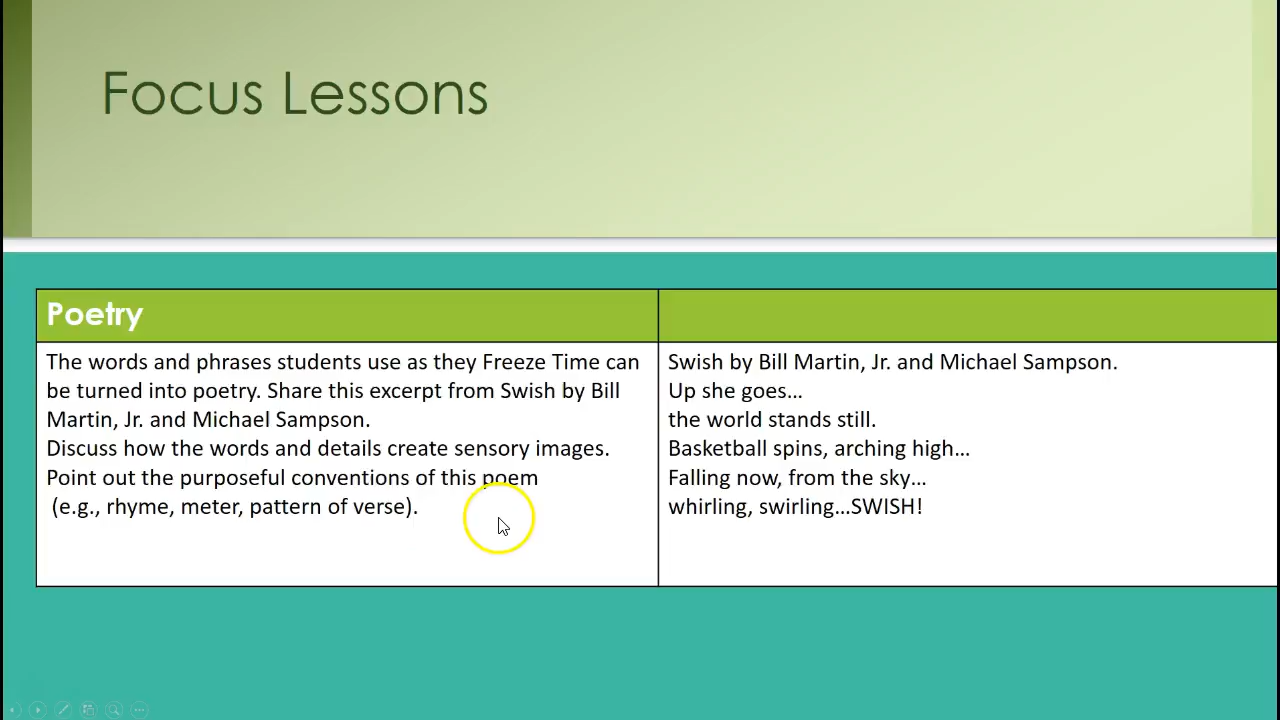 Focus Lessons
Poetry
The words and phrases students use as they Freeze Time can
be turned into poetry. Share this excerpt from Swish by Bill
Martin, Jr. and Michael Sampson.
Discuss how the words and details create sensory images.
Point out the purposeful conventions of this poem
(e.g., rhyme, meter, pattern of verse).
Swish by Bill Martin, Jr. and Michael Sampson.
Up she goes…
the world stands still.
Basketball spins, arching high…
Falling now, from the sky…
whirling, swirling…SWISH!